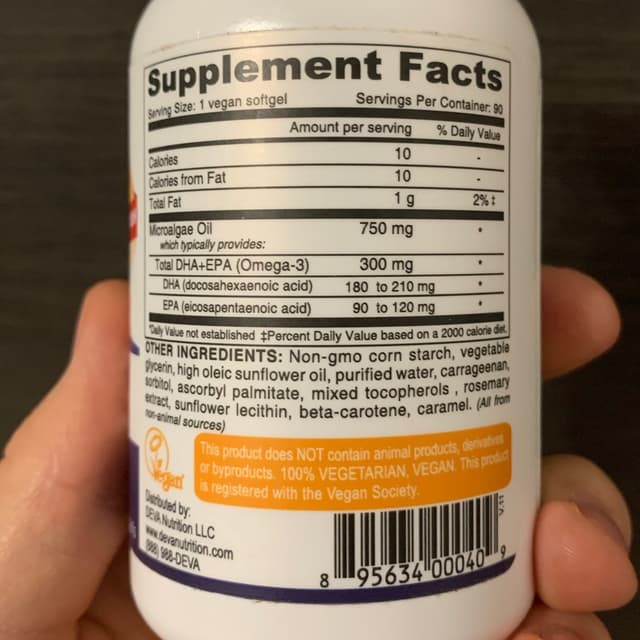 Supplement Facts
Serving Size: 1 vegan softgel Servings Per Container: 90
Amount per serving % Daily Value
Calories 10 -
Calories from Fat 10 -
Total Fat 1 g 2%‡
Microalgae Oil 750 mg *
which typically provides:
Total DHA+EPA (Omega-3) 300 mg *
DHA (docosahexaenoic acid) 180 to 210 mg *
EPA (eicosapentaenoic acid) 90 to 120 mg *
*Daily Value not established ‡Percent Daily Value based on a 2000 calorie diet.
OTHER INGREDIENTS: Non-gmo corn starch, vegetable
glycerin, high oleic sunflower oil, purified water, carrageenan,
sorbitol, ascorbyl palmitate, mixed tocopherols , rosemary
extract, sunflower lecithin, beta-carotene, caramel. (All from
non-animal sources)
Vegan
This product does NOT contain animal products, derivatives
or byproducts. 100% VEGETARIAN, VEGAN. This product
is registered with the Vegan Society.
Distributed by:
DEVA Nutrition LLC
www.devanutrition.com
(888) 988-DEVA
V.11
8 95634 00040 9